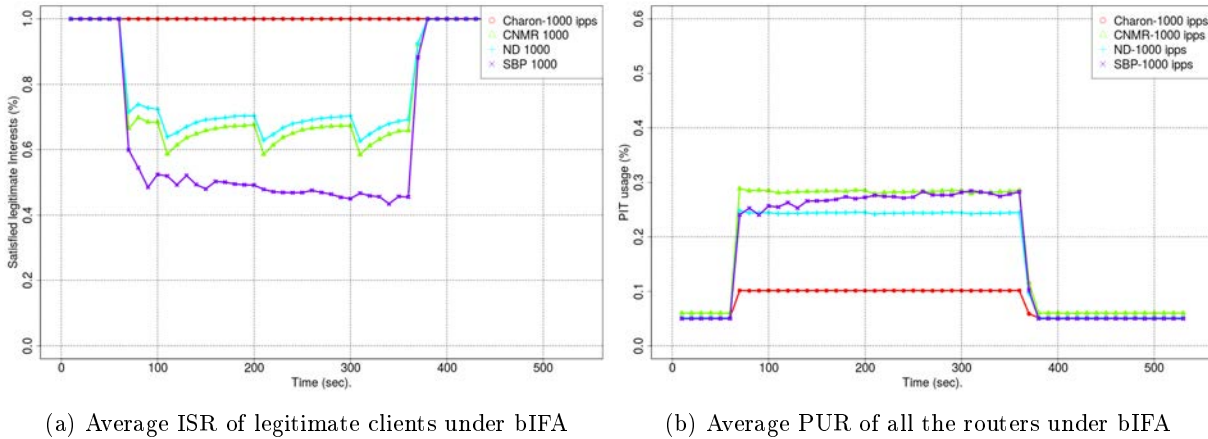 1.0
0.8
0.6
0.4
0.2
0.0
Satisfied legitimate Interests (%)
0
100
200
300
400
500
Time (sec).
Charon-1000 ipps
CNMR 1000
ND 1000
SBP 1000
0.6
0.5
0.4
0.3
0.2
0.1
0.0
PIT usage (%)
0
100
200
300
400
500
Time (sec).
Charon-1000 ipps
CNMR-1000 ipps
ND-1000 ipps
SBP-1000 ipps
(a) Average ISR of legitimate clients under bIFA
(b) Average PUR of all the routers under bIFA